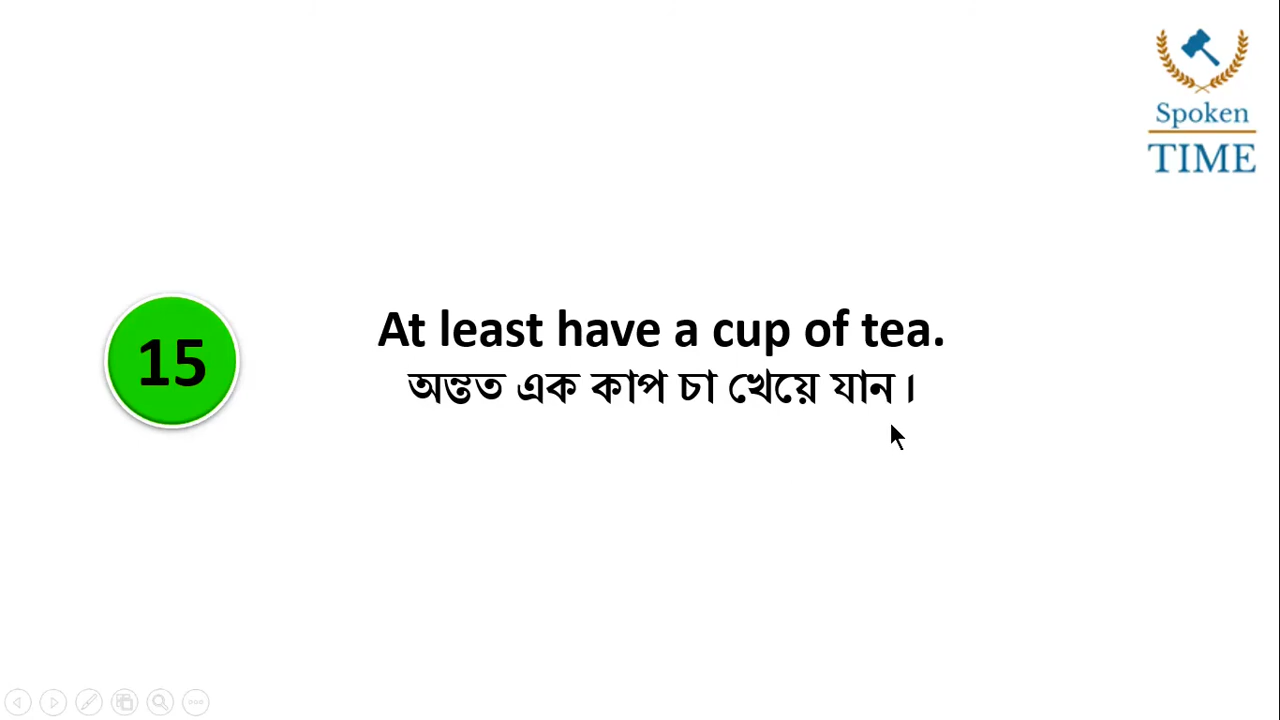 Spoken
TIME
15
At least have a cup of tea.
অন্তত এক কাপ চা খেয়ে যান।